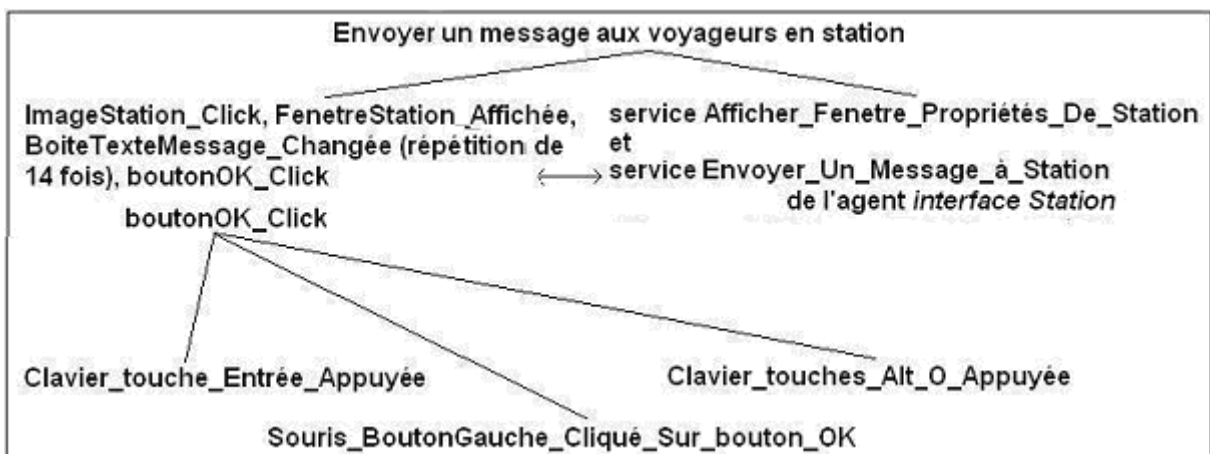 Envoyer un message aux voyageurs en station
ImageStation_Click, FenetreStation_Affichée,
BoiteTexteMessage_Changée (répétition de
14 fois), boutonOK_Click
service Afficher_Fenetre_Propriétés_De_Station
et
service Envoyer_Un_Message_à_Station
de l'agent interface Station
boutonOK_Click
Clavier_touche_Entrée_Appuyée
Clavier_touches_Alt_O_Appuyée
Souris_BoutonGauche_Cliqué_Sur_bouton_OK